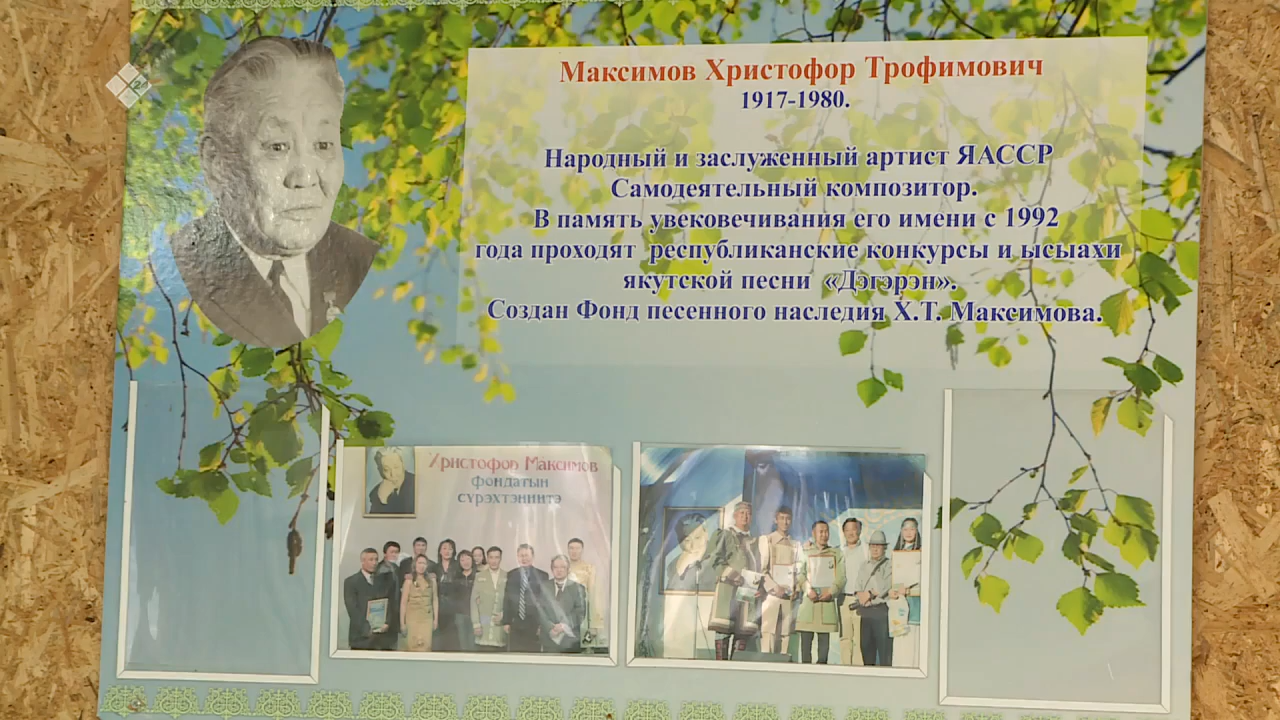 Максимов Христофор Трофимович
1917-1980.
Народный и заслуженный артист ЯАССР
Самодеятельный композитор.
В память увековечивания его имени с 1992
года проходят республиканские конкурсы и ысыахи
якутской песни «Дэгэрэн».
Создан Фонд песенного наследия Х.Т. Максимова.
Христофор Максимов
фондатын
сүрэхтэниитэ